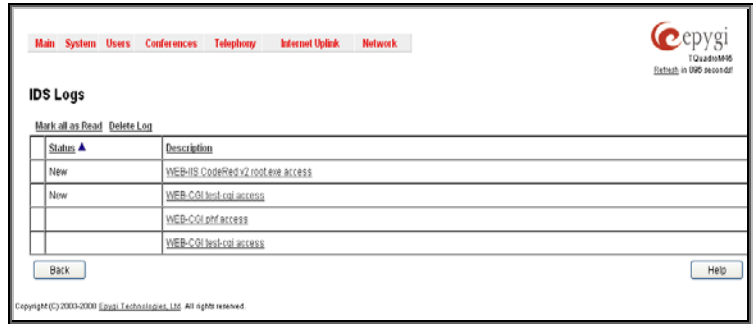 Main System Users Conferences Telephony Internet Uplink Network
epygi
TQuadroM46
Refresh in 095 seconds!
IDS Logs
Mark all as Read Delete Log
Status Description
New WEB-IIS CodeRed v2 root.exe access
New WEB-CGI test-cgi access
WEB-CGI phf access
WEB-CGI test-cgi access
Back Help
Copyright (C) 2003-2008 Epygi Technologies, Ltd. All rights reserved.